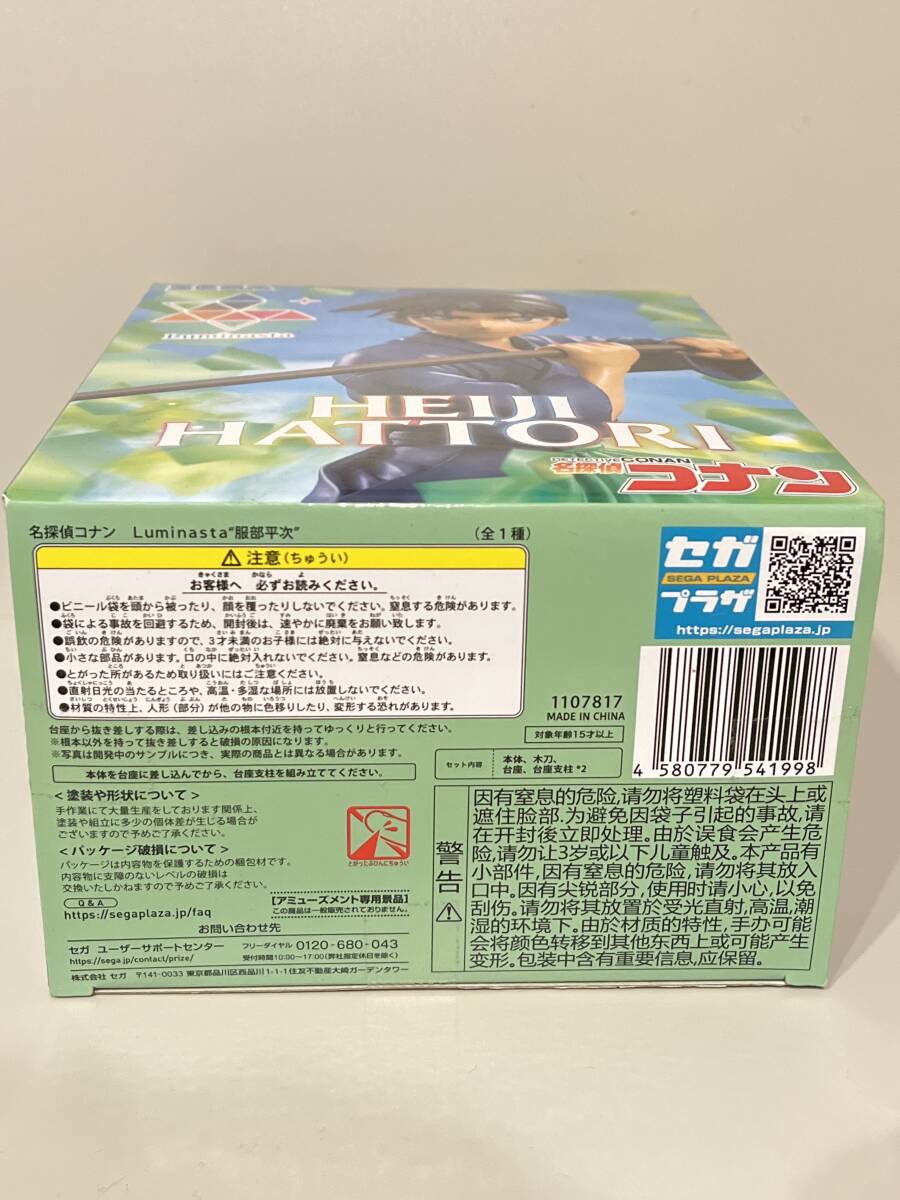 Luminasta
HEIJI
HATTORI
DETECTIVE CONAN
名探偵コナン
名探偵コナン Luminasta“服部平次” (全1種)
⚠注意(ちゅうい)
きゃくさま かなら よ
お客様へ 必ずお読みください。
●ビニール袋を頭から被ったり、顔を覆ったりしないでください。窒息する危険があります。
●袋による事故を回避するため、開封後は、速やかに廃棄をお願い致します。
●誤飲の危険がありますので、3才未満のお子様には絶対に与えないでください。
●小さな部品があります。口の中に絶対入れないでください。窒息などの危険があります。
●とがった所があるため取り扱いにはご注意ください。
●直射日光の当たるところや、高温・多湿な場所には放置しないでください。
●材質の特性上、人形(部分)が他の物に色移りしたり、変形する恐れがあります。
台座から抜き差しする際は、差し込みの根本付近を持ってゆっくりと行ってください。
※根本以外を持って抜き差しすると破損の原因になります。
※写真は開発中のサンプルにつき、実際の商品とは異なる場合があります。
本体を台座に差し込んでから、台座支柱を組み立ててください。
<塗装や形状について>
手作業にて大量生産をしております関係上、
塗装や組立に多少の個体差が生じる場合が
ございますので予めご了承ください。
<パッケージ破損について>
パッケージは内容物を保護するための梱包材です。
内容物に支障のないレベルの破損は
交換いたしかねますので予めご了承ください。
Q&A
https://segaplaza.jp/faq
とがったぶひんにちゅうい
【アミューズメント専用景品】
この商品は一般販売されておりません。
お問い合わせ先
セガ ユーザーサポートセンター フリーダイヤル 0120-680-043
https://sega.jp/contact/prize/ 受付時間10:00〜17:00(弊社指定休日を除く)
株式会社 セガ 〒141-0033 東京都品川区西品川1-1-1住友不動産大崎ガーデンタワー
セガ
SEGA PLAZA
プラザ
https://segaplaza.jp
1107817
MADE IN CHINA
対象年齢15才以上
セット内容 本体、木刀、
台座、台座支柱*2
4 580779 541998
警告⚠
因有窒息的危险,请勿将塑料袋在头上或
遮住脸部.为避免因袋子引起的事故,请
在开封後立即处理。由於误食会产生危
险,请勿让3岁或以下儿童触及。本产品有
小部件,因有窒息的危险,请勿将其放入
口中。因有尖锐部分,使用时请小心,以免
刮伤。请勿将其放置於受光直射,高温,潮
湿的环境下。由於材质的特性,手办可能
会将颜色转移到其他东西上或可能产生
变形。包装中含有重要信息,应保留。